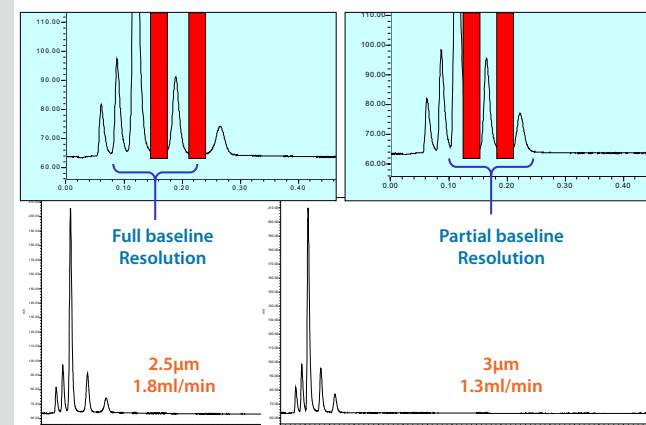 110.00
100.00
90.00
80.00
70.00
60.00
0.00 0.10 0.20 0.30 0.40
110.00
100.00
90.00
80.00
70.00
60.00
0.00 0.10 0.20 0.30 0.40
Full baseline
Resolution
Partial baseline
Resolution
2.5µm
1.8ml/min
3µm
1.3ml/min